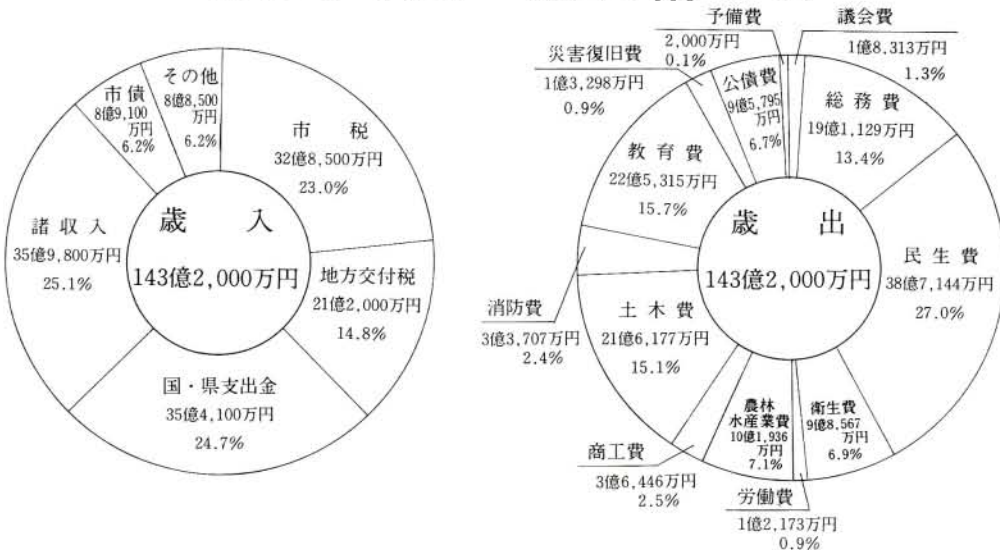 歳入
143億2,000万円
市税
32億8,500万円
23.0%
地方交付税
21億2,000万円
14.8%
国・県支出金
35億4,100万円
24.7%
諸収入
35億9,800万円
25.1%
市債
8億9,100
万円
6.2%
その他
8億8,500
万円
6.2%
歳出
143億2,000万円
議会費
1億8,313万円
1.3%
総務費
19億1,129万円
13.4%
民生費
38億7,144万円
27.0%
衛生費
9億8,567
万円
6.9%
労働費
1億2,173万円
0.9%
農林
水産業費
10億1,936
万円
7.1%
商工費
3億6,446万円
2.5%
土木費
21億6,177万円
15.1%
消防費
3億3,707万円
2.4%
教育費
22億5,315万円
15.7%
災害復旧費
1億3,298万円
0.9%
公債費
9億5,795
万円
6.7%
予備費
2,000万円
0.1%